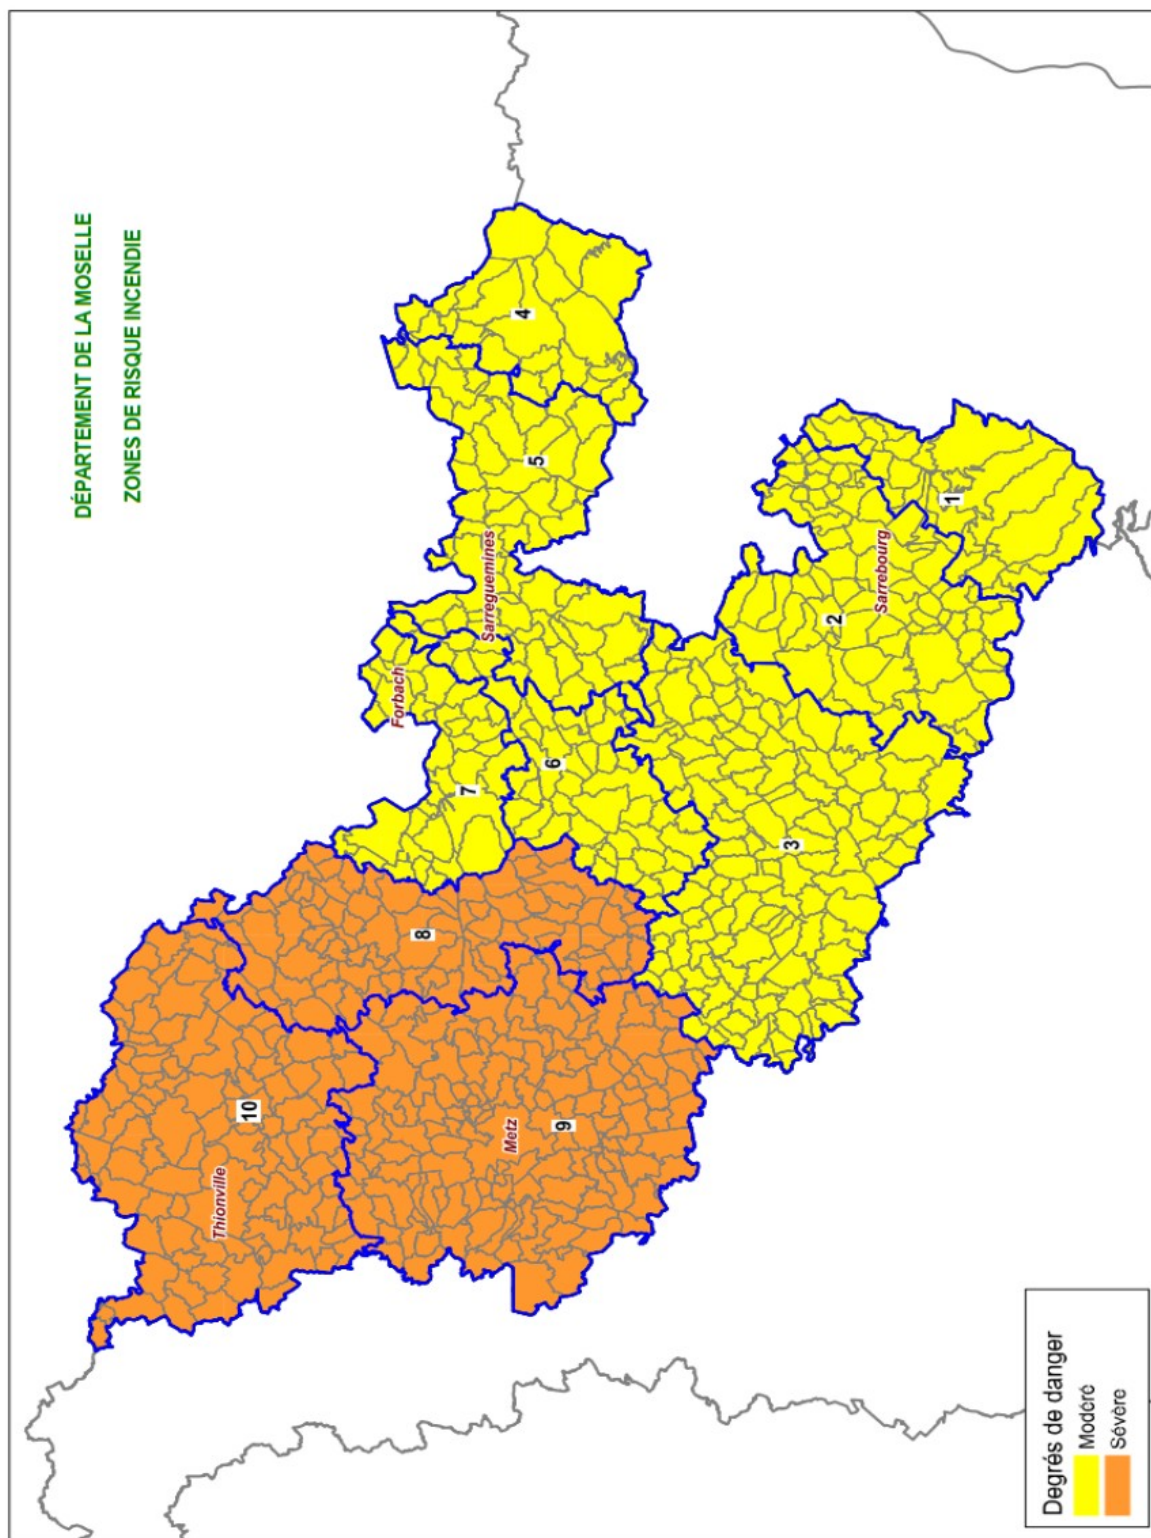 DÉPARTEMENT DE LA MOSELLE
ZONES DE RISQUE INCENDIE
Thionville
10
8
Forbach
7
Sarreguemines
4
5
Metz
9
6
3
2
Sarrebourg
1
Degrés de danger
Modéré
Sévère